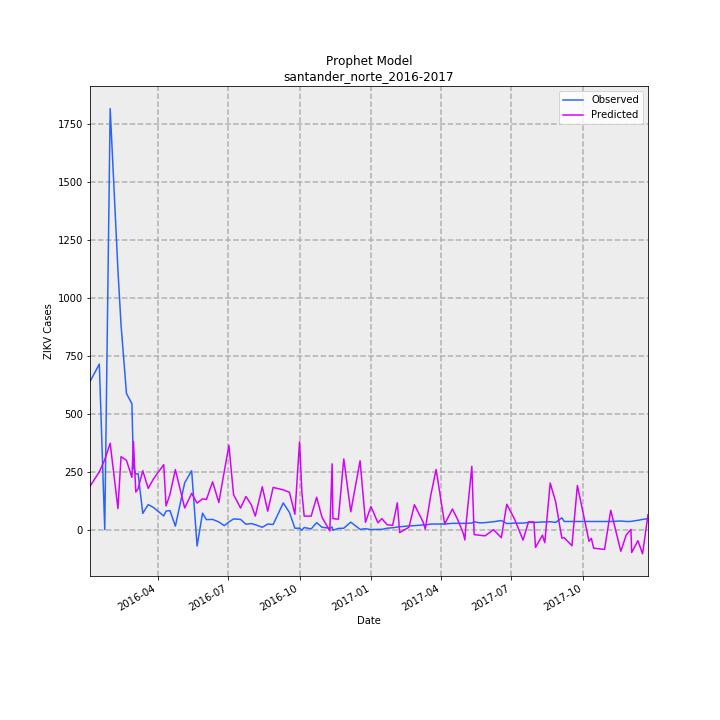 Prophet Model
santander_norte_2016-2017
Observed
Predicted
1750
1500
1250
1000
750
500
250
0
ZIKV Cases
2016-04
2016-07
2016-10
2017-01
2017-04
2017-07
2017-10
Date